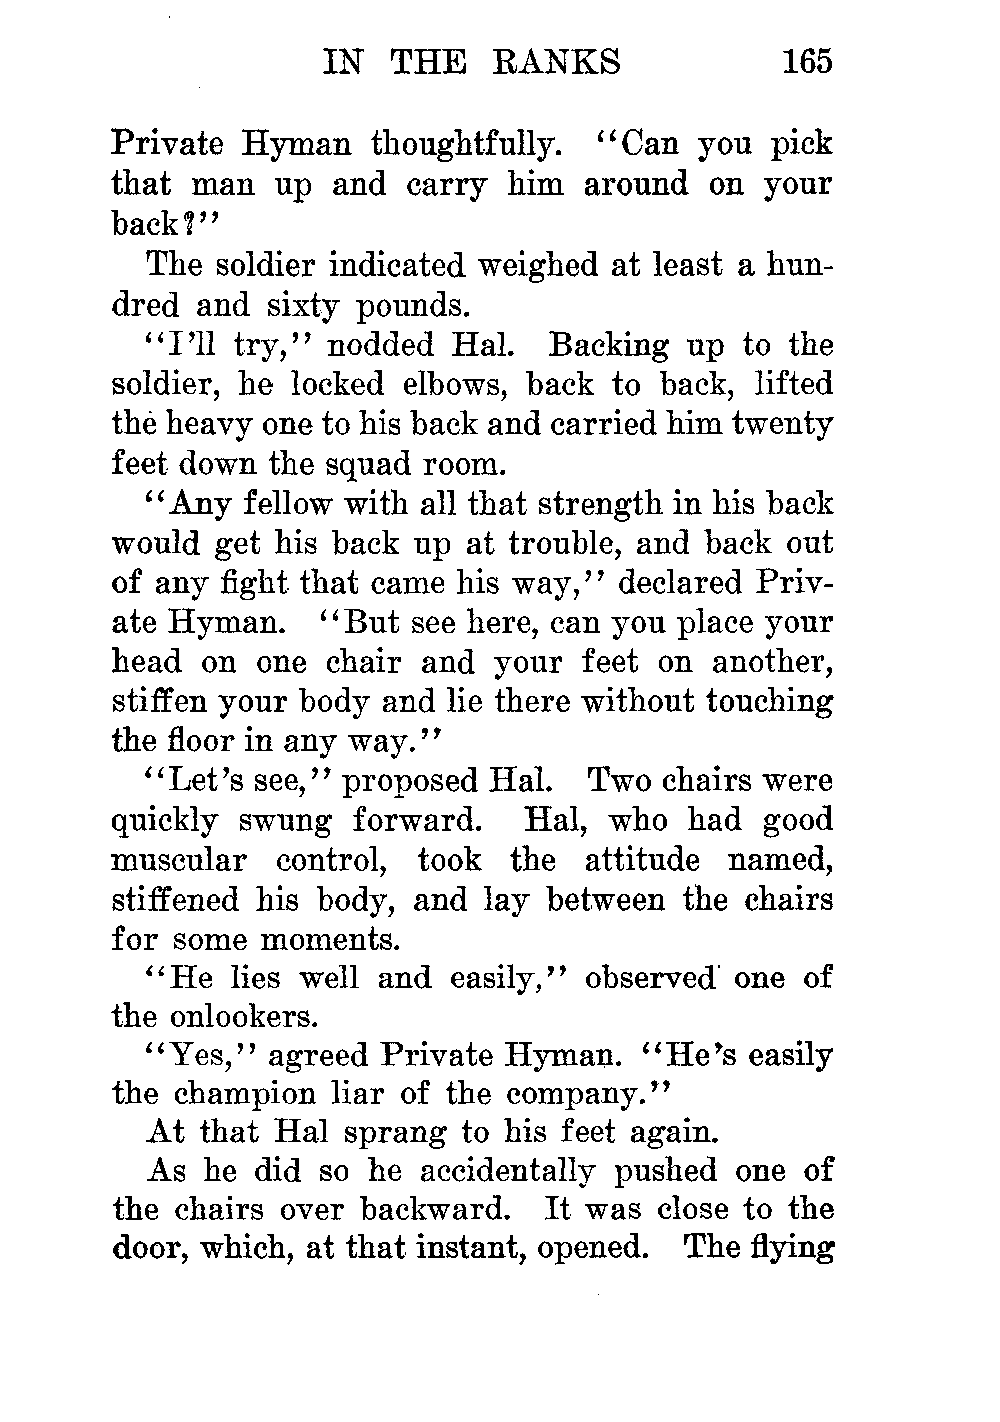 IN THE RANKS 165
Private Hyman thoughtfully. "Can you pick
that man up and carry him around on your
back?"
The soldier indicated weighed at least a hun-
dred and sixty pounds.
"I'll try," nodded Hal. Backing up to the
soldier, he locked elbows, back to back, lifted
the heavy one to his back and carried him twenty
feet down the squad room.
"Any fellow with all that strength in his back
would get his back up at trouble, and back out
of any fight that came his way," declared Priv-
ate Hyman. "But see here, can you place your
head on one chair and your feet on another,
stiffen your body and lie there without touching
the floor in any way."
"Let's see," proposed Hal. Two chairs were
quickly swung forward. Hal, who had good
muscular control, took the attitude named,
stiffened his body, and lay between the chairs
for some moments.
"He lies well and easily," observed one of
the onlookers.
"Yes," agreed Private Hyman. "He's easily
the champion liar of the company."
At that Hal sprang to his feet again.
As he did so he accidentally pushed one of
the chairs over backward. It was close to the
door, which, at that instant, opened. The flying